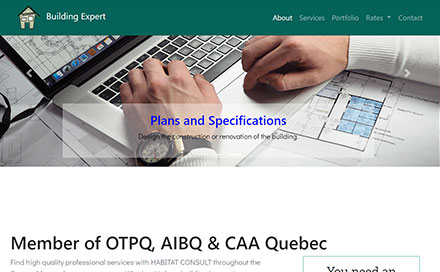 Building Expert
About Services Portfolio Rates Contact
Plans and Specifications
Design the construction or renovation of the building
Member of OTPQ, AIBQ & CAA Quebec
Find high quality professional services with HABITAT CONSULT throughout the
You need an